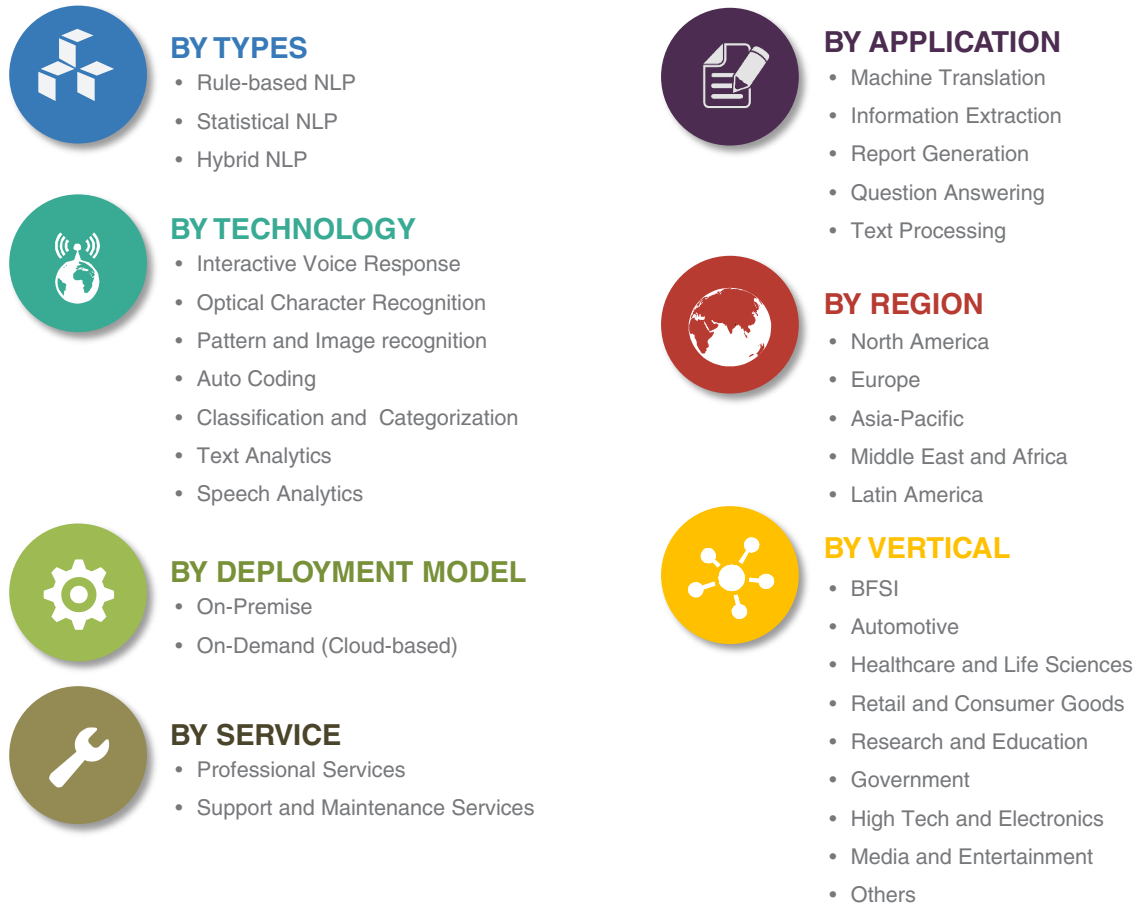 BY TYPES
• Rule-based NLP
• Statistical NLP
• Hybrid NLP
BY TECHNOLOGY
• Interactive Voice Response
• Optical Character Recognition
• Pattern and Image recognition
• Auto Coding
• Classification and Categorization
• Text Analytics
• Speech Analytics
BY DEPLOYMENT MODEL
• On-Premise
• On-Demand (Cloud-based)
BY SERVICE
• Professional Services
• Support and Maintenance Services
BY APPLICATION
• Machine Translation
• Information Extraction
• Report Generation
• Question Answering
• Text Processing
BY REGION
• North America
• Europe
• Asia-Pacific
• Middle East and Africa
• Latin America
BY VERTICAL
• BFSI
• Automotive
• Healthcare and Life Sciences
• Retail and Consumer Goods
• Research and Education
• Government
• High Tech and Electronics
• Media and Entertainment
• Others